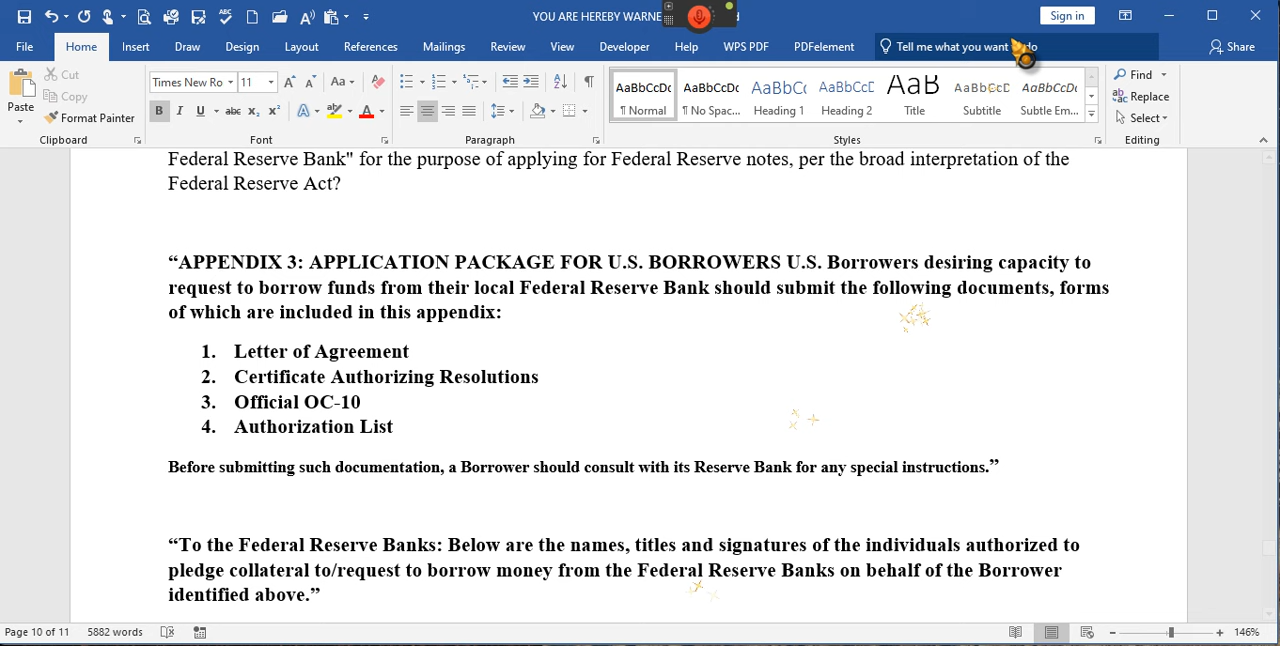 YOU ARE HEREBY WARNE
Sign in
File Home Insert Draw Design Layout References Mailings Review View Developer Help WPS PDF PDFelement Tell me what you want do Share
Paste
Cut
Copy
Format Painter
Clipboard
Times New Ro 11 Aa
B I U abc x₂ x² A A
Font
Paragraph
AaBbCcDc AaBbCcDc AaBbCc AaBbCcD AaB AaBbCcD AaBbCcDc
¶ Normal ¶ No Spac... Heading 1 Heading 2 Title Subtitle Subtle Em...
Styles
Find
Replace
Select
Editing
Federal Reserve Bank" for the purpose of applying for Federal Reserve notes, per the broad interpretation of the
Federal Reserve Act?
“APPENDIX 3: APPLICATION PACKAGE FOR U.S. BORROWERS U.S. Borrowers desiring capacity to
request to borrow funds from their local Federal Reserve Bank should submit the following documents, forms
of which are included in this appendix:
1. Letter of Agreement
2. Certificate Authorizing Resolutions
3. Official OC-10
4. Authorization List
Before submitting such documentation, a Borrower should consult with its Reserve Bank for any special instructions.”
“To the Federal Reserve Banks: Below are the names, titles and signatures of the individuals authorized to
pledge collateral to/request to borrow money from the Federal Reserve Banks on behalf of the Borrower
identified above.”
Page 10 of 11 5882 words 146%